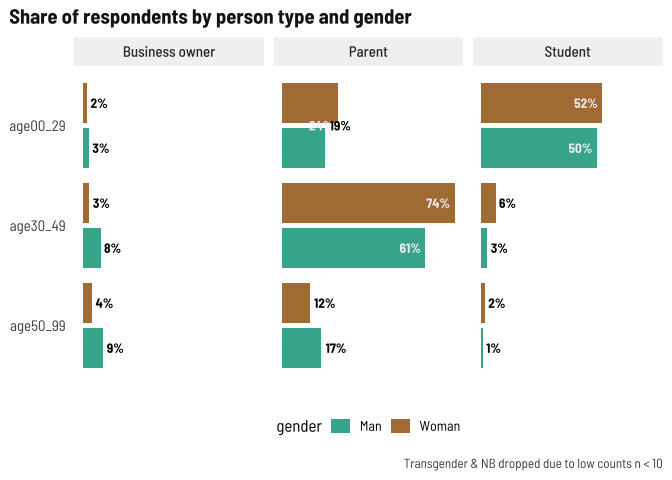 Share of respondents by person type and gender
Business owner Parent Student
age00_29
2%
3%
24% 19%
52%
50%
age30_49
3%
8%
74%
61%
6%
3%
age50_99
4%
9%
12%
17%
2%
1%
gender Man Woman
Transgender & NB dropped due to low counts n < 10